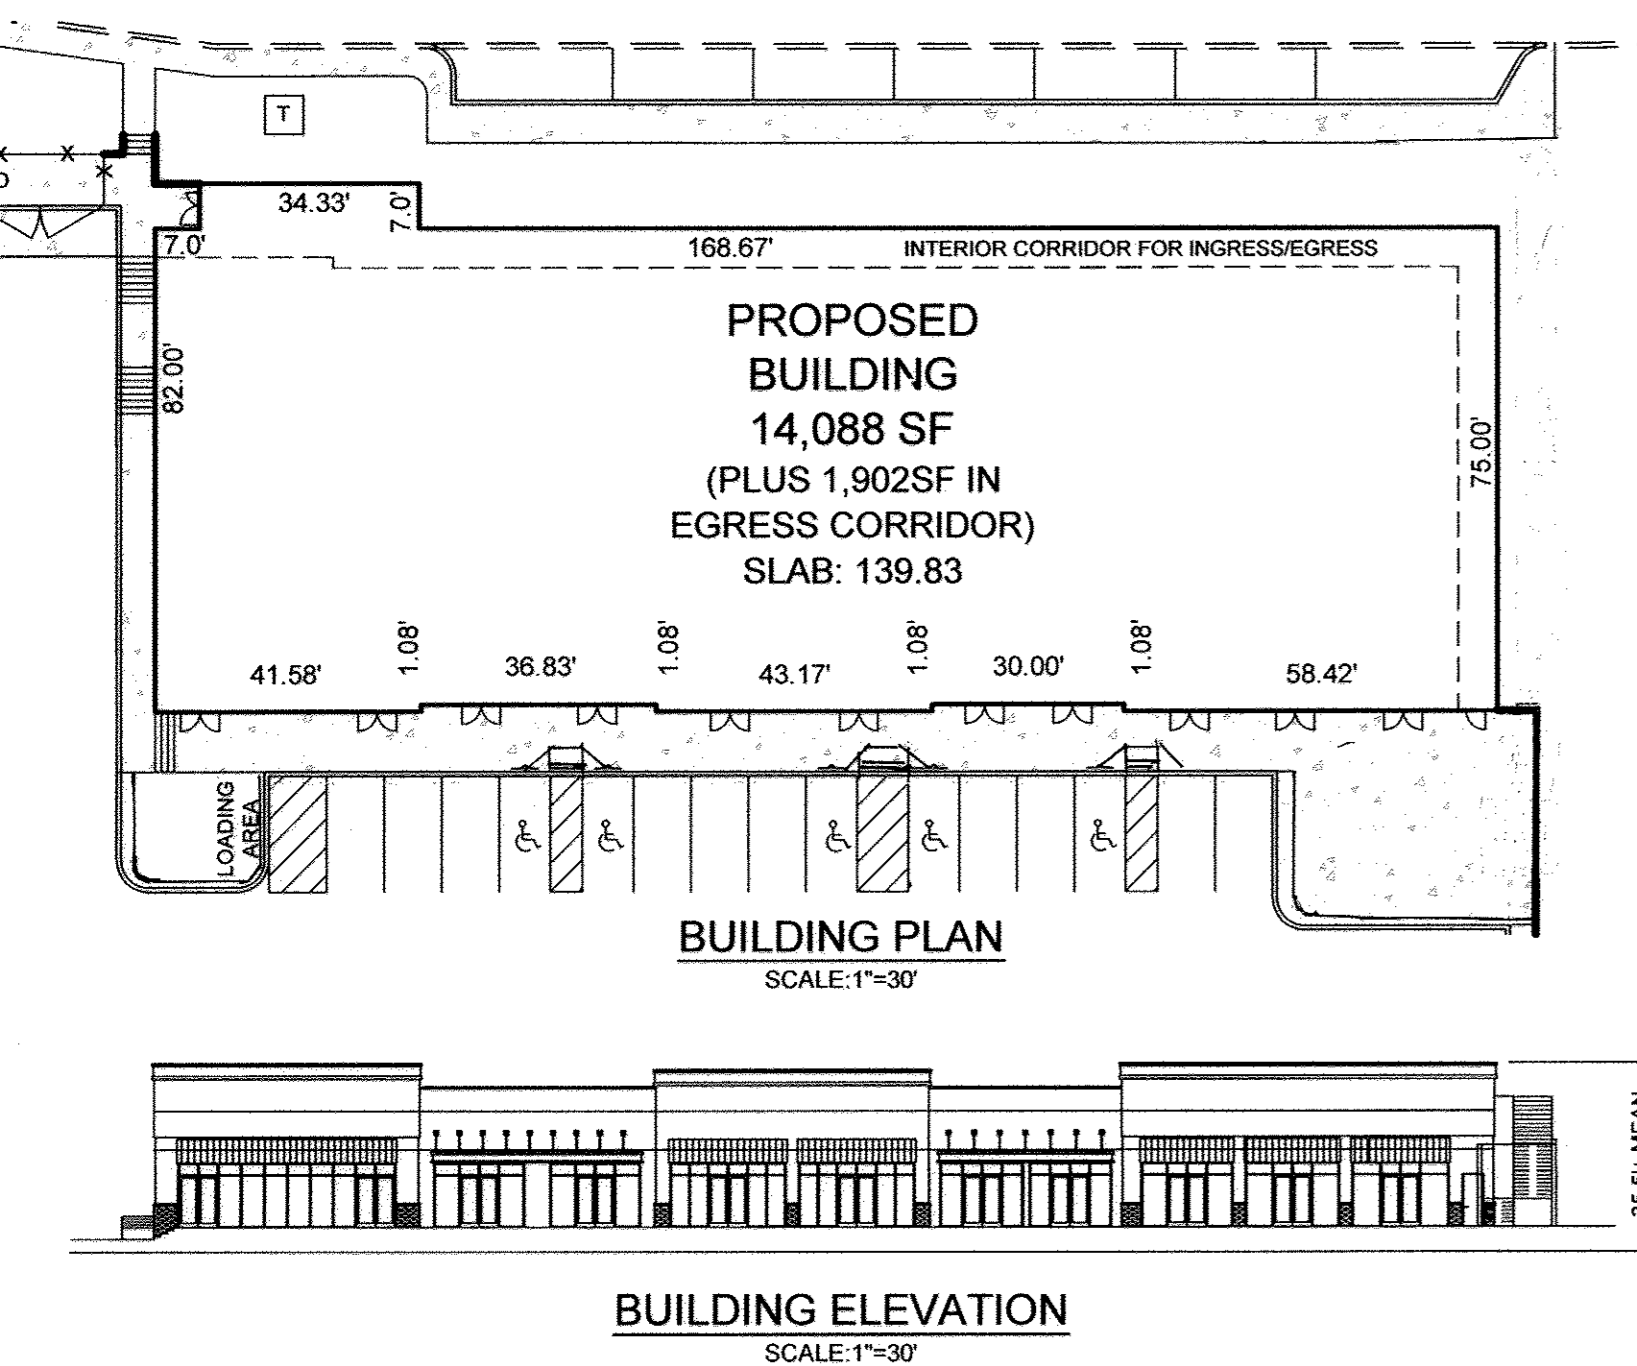 T
X
X
X
34.33'
7.0'
7.0'
168.67'
INTERIOR CORRIDOR FOR INGRESS/EGRESS
PROPOSED
BUILDING
14,088 SF
(PLUS 1,902SF IN
EGRESS CORRIDOR)
SLAB: 139.83
82.00'
75.00'
41.58'
1.08'
36.83'
1.08'
43.17'
1.08'
30.00'
1.08'
58.42'
LOADING
AREA
BUILDING PLAN
SCALE:1"=30'
BUILDING ELEVATION
SCALE:1"=30'